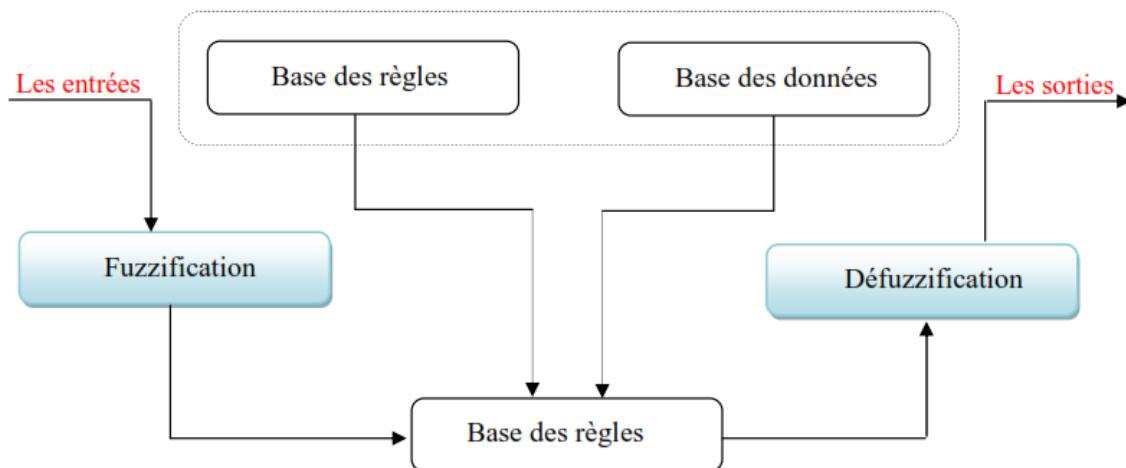 Base des règles
Base des données
Les entrées
Les sorties
Fuzzification
Défuzzification
Base des règles